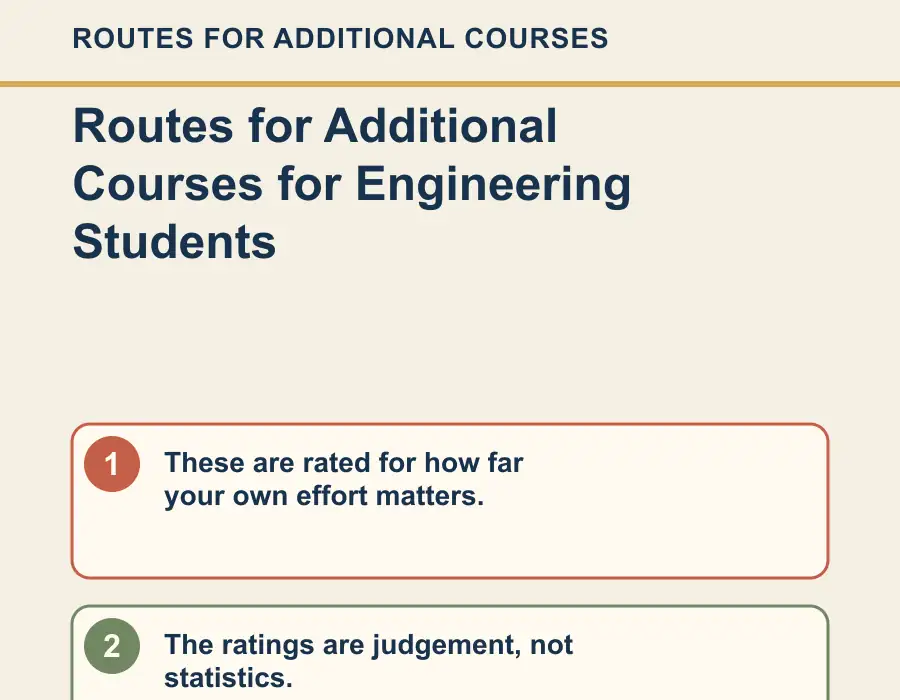 ROUTES FOR ADDITIONAL COURSES
Routes for Additional
Courses for Engineering
Students
1
These are rated for how far
your own effort matters.
2
The ratings are judgement, not
statistics.